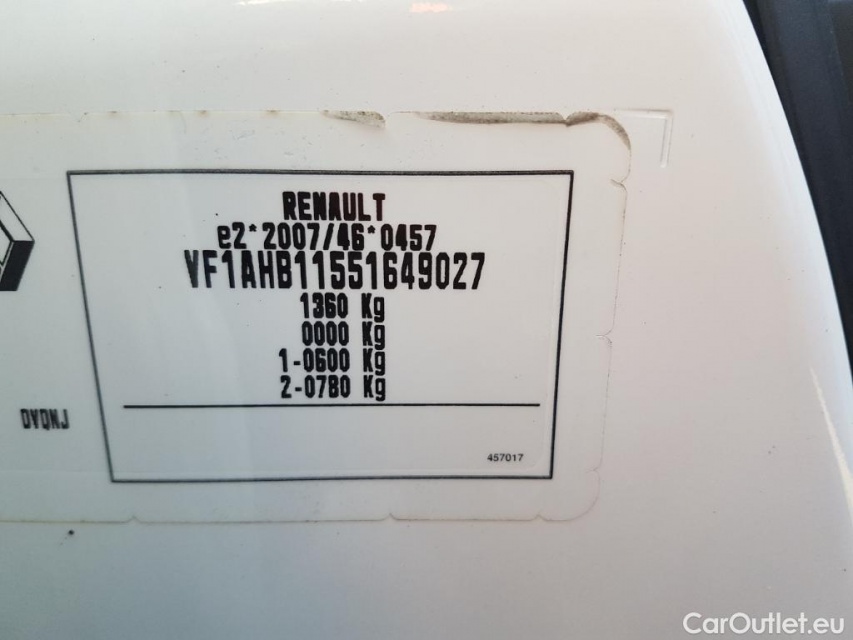 RENAULT
e2*2007/46*0457
VF1AHB11551649027
1360 Kg
0000 Kg
1-0600 Kg
2-0780 Kg
DVQNJ
457017
CarOutlet.eu